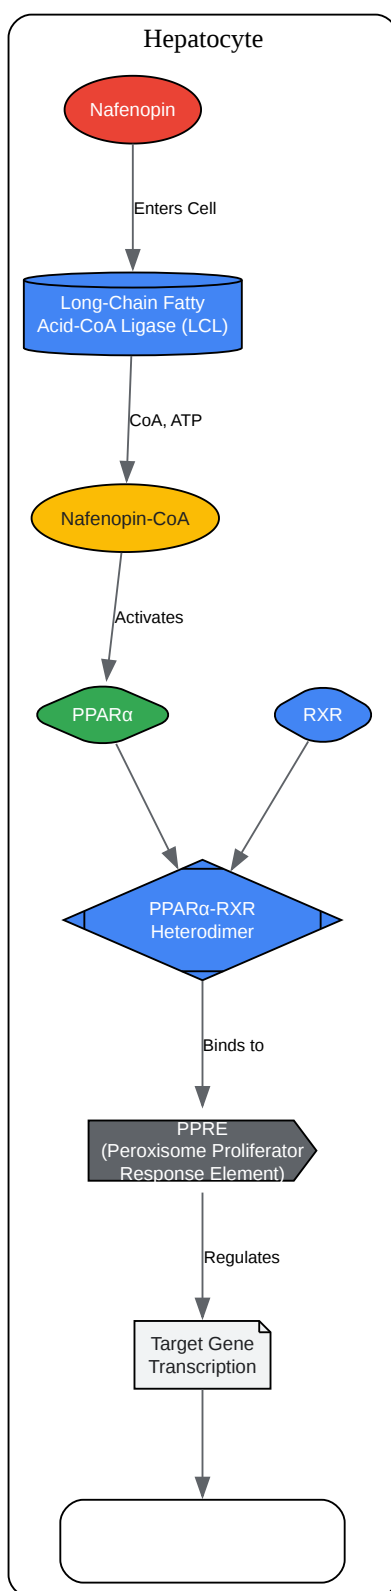 Hepatocyte
Nafenopin
Enters Cell
Long-Chain Fatty
Acid-CoA Ligase (LCL)
CoA, ATP
Nafenopin-CoA
Activates
PPARα
RXR
PPARα-RXR
Heterodimer
Binds to
PPRE
(Peroxisome Proliferator
Response Element)
Regulates
Target Gene
Transcription